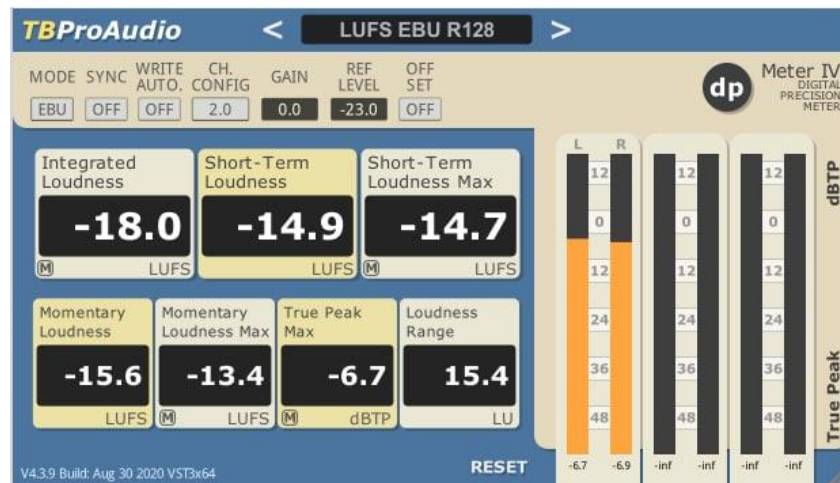 TBProAudio
< LUFS EBU R128 >
MODE SYNC WRITE AUTO. CH. CONFIG GAIN REF LEVEL OFF SET
EBU OFF OFF 2.0 0.0 -23.0 OFF
dp Meter IV
DIGITAL
PRECISION
METER
Integrated Loudness
-18.0
M LUFS
Short-Term Loudness
-14.9
LUFS
Short-Term Loudness Max
-14.7
M LUFS
Momentary Loudness
-15.6
LUFS
Momentary Loudness Max
-13.4
M LUFS
True Peak Max
-6.7
M dBTP
Loudness Range
15.4
LU
L R
12 12 12
0 0 0
12 12 12
24 24 24
36 36 36
48 48 48
-6.7 -6.9 -inf -inf -inf -inf
dBTP
True Peak
V4.3.9 Build: Aug 30 2020 VST3x64
RESET